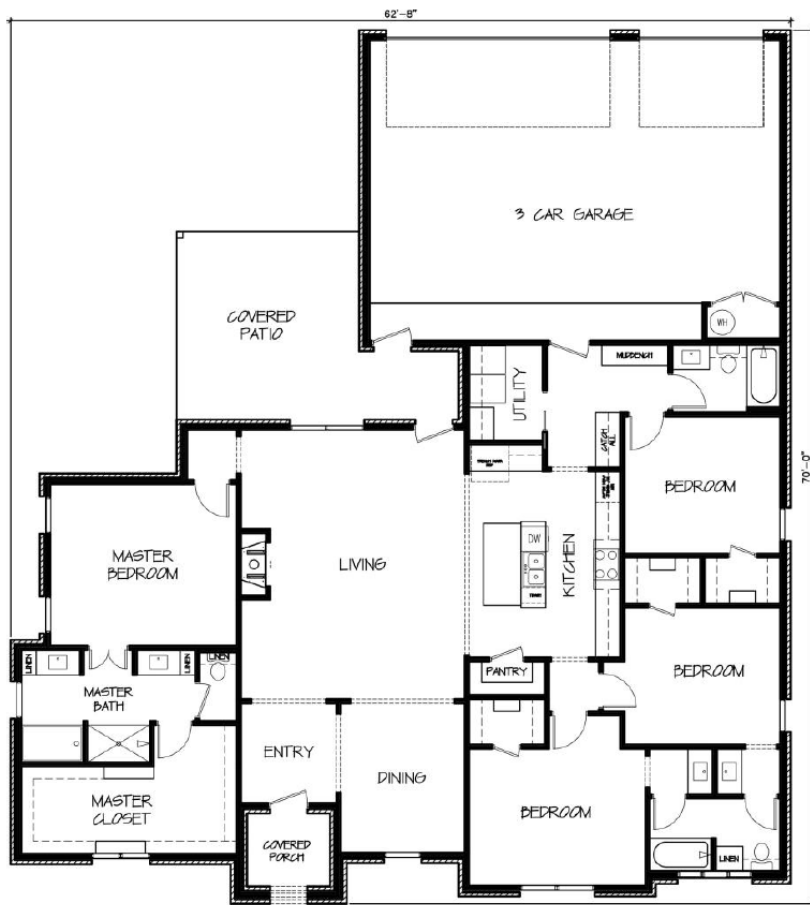 62'-8"
3 CAR GARAGE
COVERED
PATIO
WH
MUDBENCH
UTILITY
CATCH
ALL
70'-0"
BEDROOM
DW
MASTER
BEDROOM
LIVING
KITCHEN
LINEN
LINEN
LINEN
PANTRY
BEDROOM
MASTER
BATH
ENTRY
DINING
MASTER
CLOSET
BEDROOM
COVERED
PORCH
LINEN